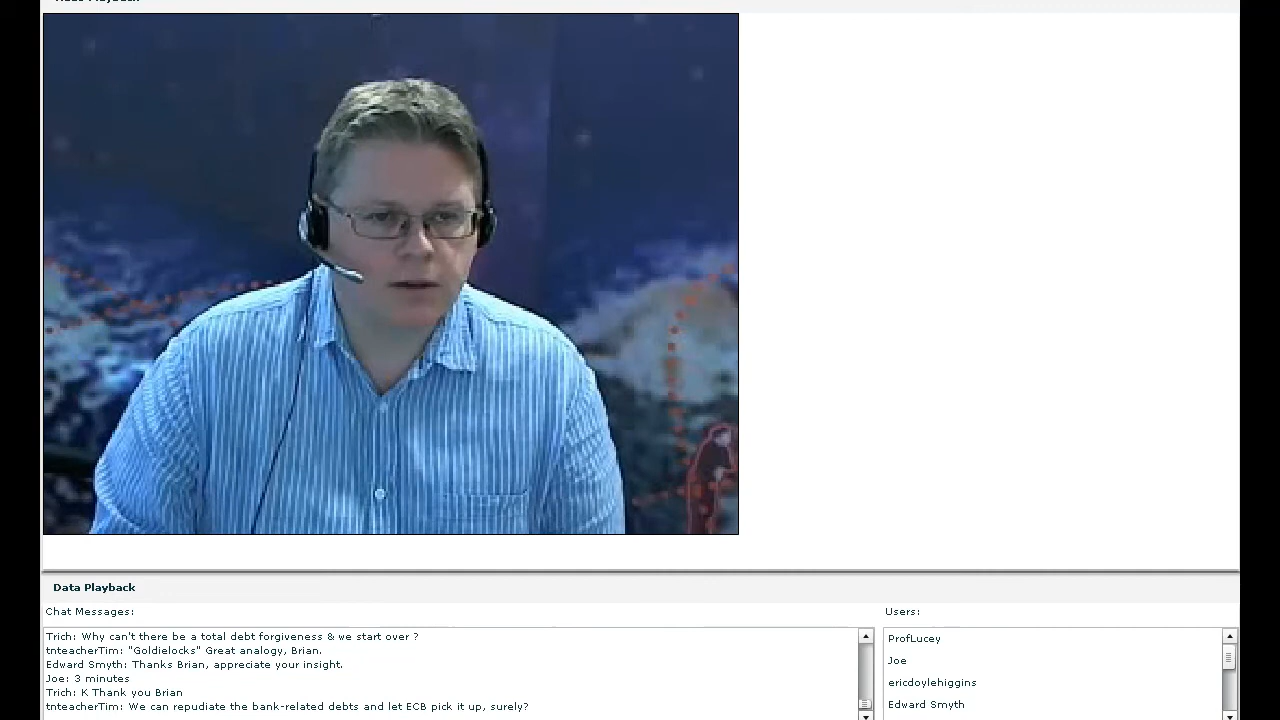 Data Playback
Chat Messages:
Users:
Trich: Why can't there be a total debt forgiveness & we start over ?
tnteacherTim: "Goldielocks" Great analogy, Brian.
Edward Smyth: Thanks Brian, appreciate your insight.
Joe: 3 minutes
Trich: K Thank you Brian
tnteacherTim: We can repudiate the bank-related debts and let ECB pick it up, surely?
ProfLucey
Joe
ericdoylehiggins
Edward Smyth